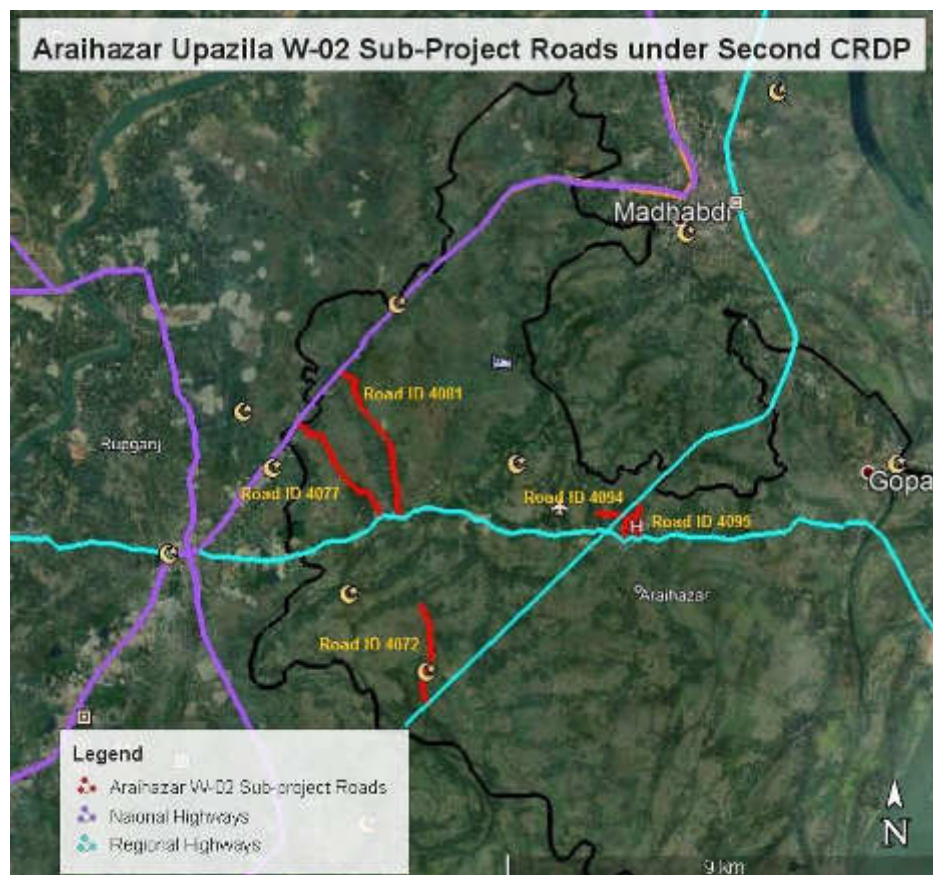 Araihazar Upazila W-02 Sub-Project Roads under Second CRDP
Madhabdi
Road ID 4081
Rupganj
Road ID 4077
Road ID 4094
Gopa
Road ID 4095
H
Araihazar
Road ID 4072
Legend
Araihazar W-02 Sub-project Roads
Naional Highways
Regional Highways
N
9 km